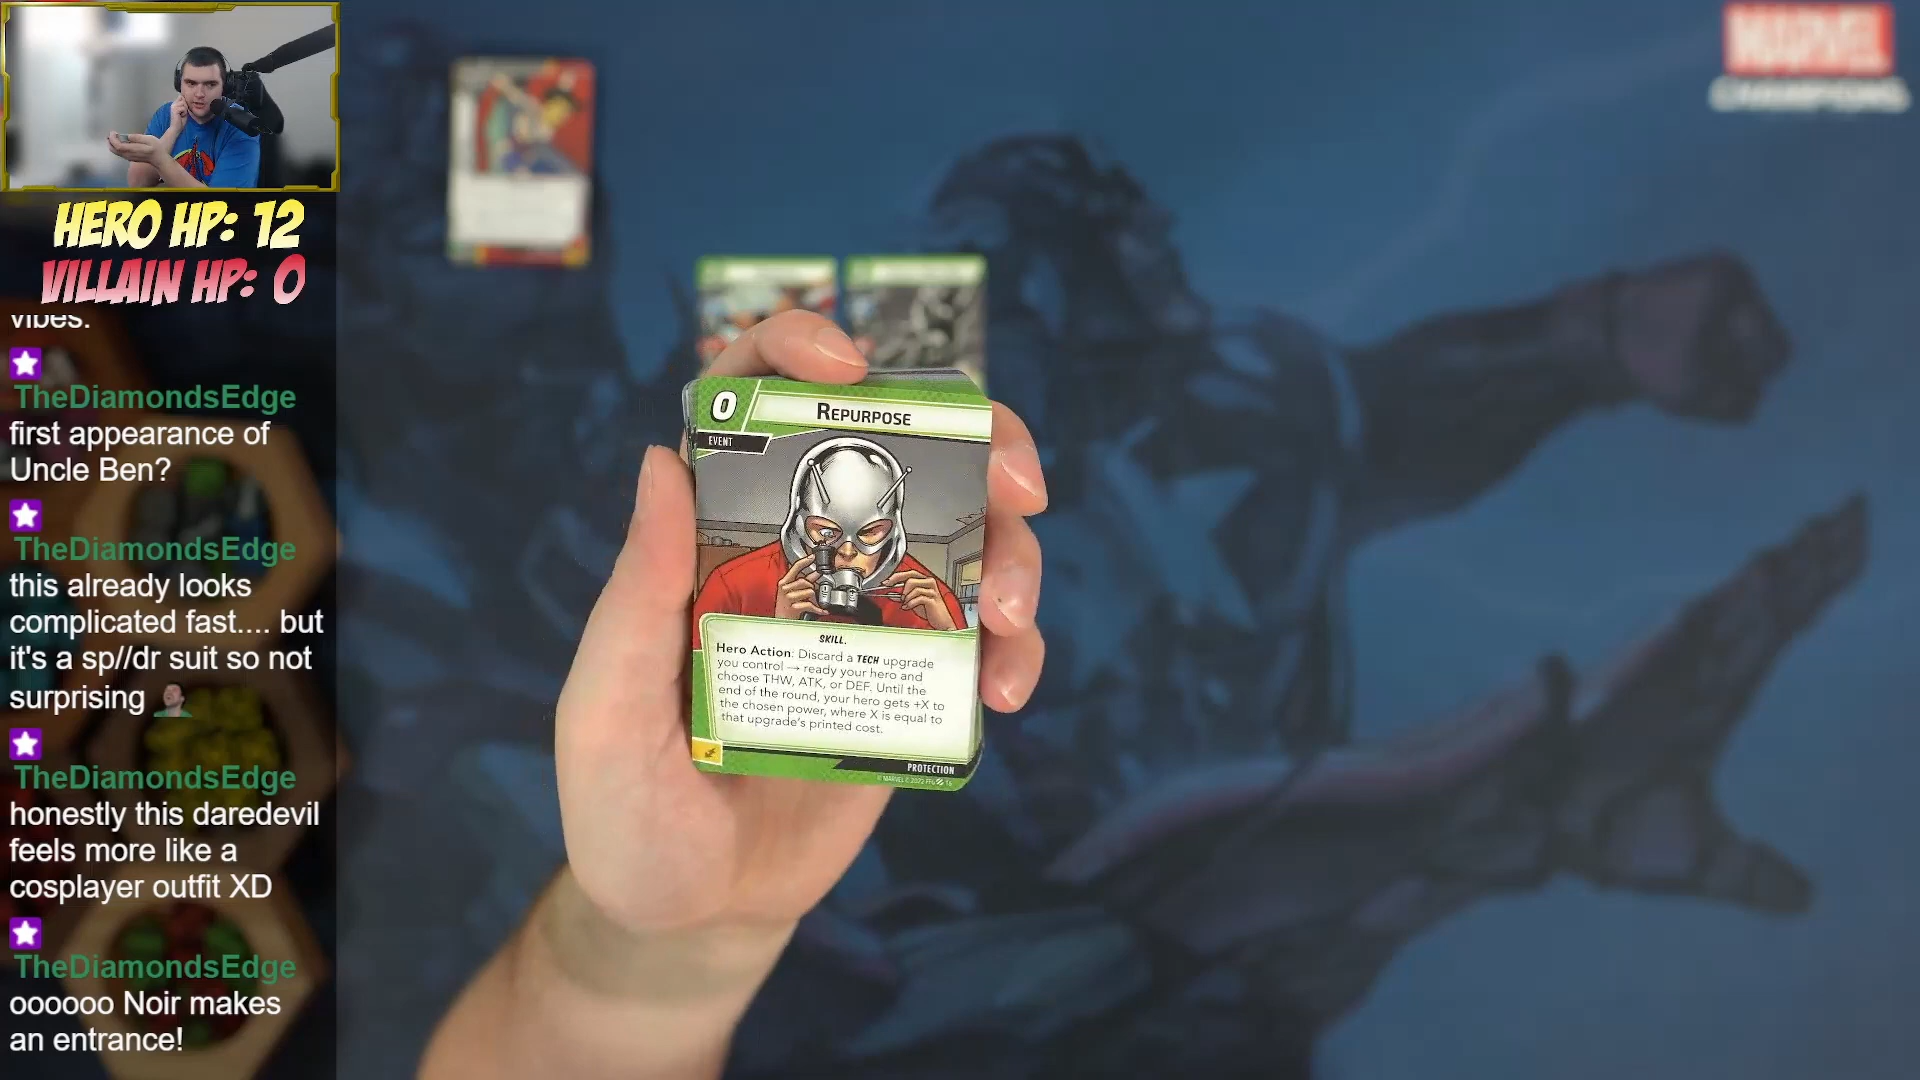 MARVEL
CHAMPIONS
HERO HP: 12
VILLAIN HP: 0
vibes.
TheDiamondsEdge
first appearance of
Uncle Ben?
TheDiamondsEdge
this already looks
complicated fast.... but
it's a sp//dr suit so not
surprising
TheDiamondsEdge
honestly this daredevil
feels more like a
cosplayer outfit XD
TheDiamondsEdge
oooooo Noir makes
an entrance!
0
REPURPOSE
EVENT
SKILL.
Hero Action: Discard a TECH upgrade
you control → ready your hero and
choose THW, ATK, or DEF. Until the
end of the round, your hero gets +X to
the chosen power, where X is equal to
that upgrade's printed cost.
PROTECTION